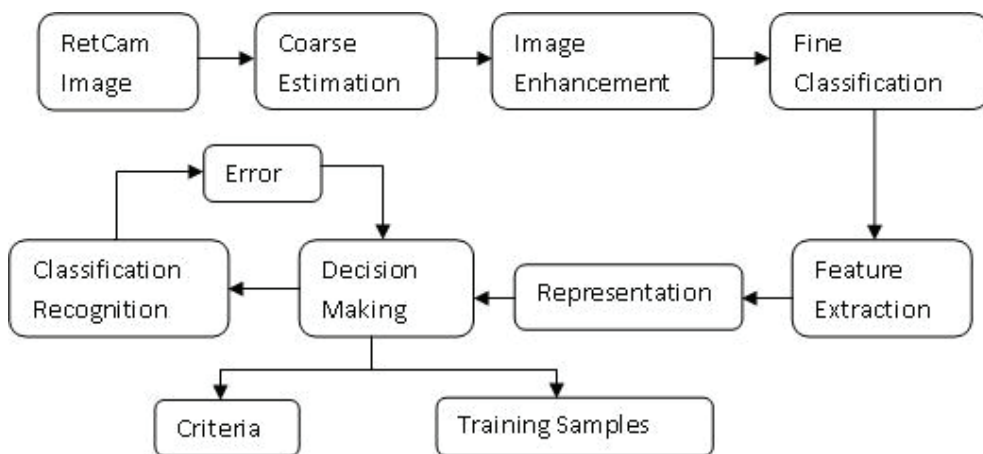 RetCam
Image
Coarse
Estimation
Image
Enhancement
Fine
Classification
Error
Classification
Recognition
Decision
Making
Representation
Feature
Extraction
Criteria
Training Samples